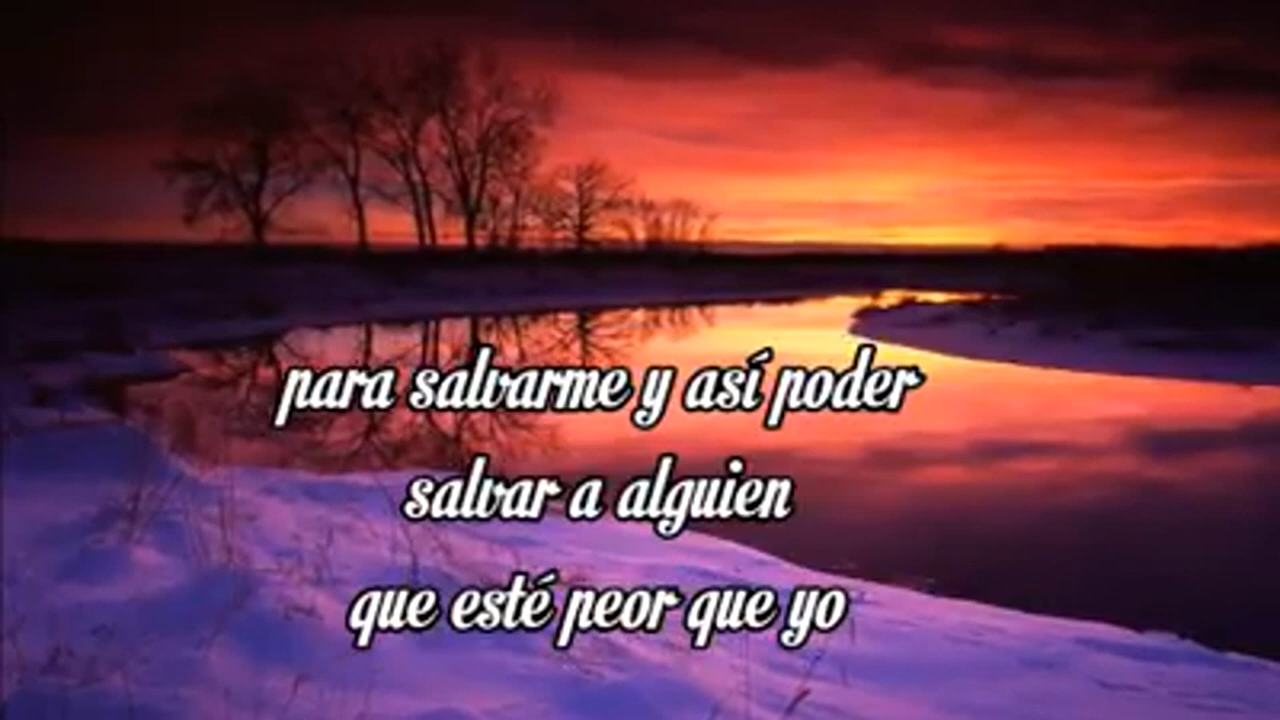 para salvarme y así poder
salvar a alguien
que esté peor que yo